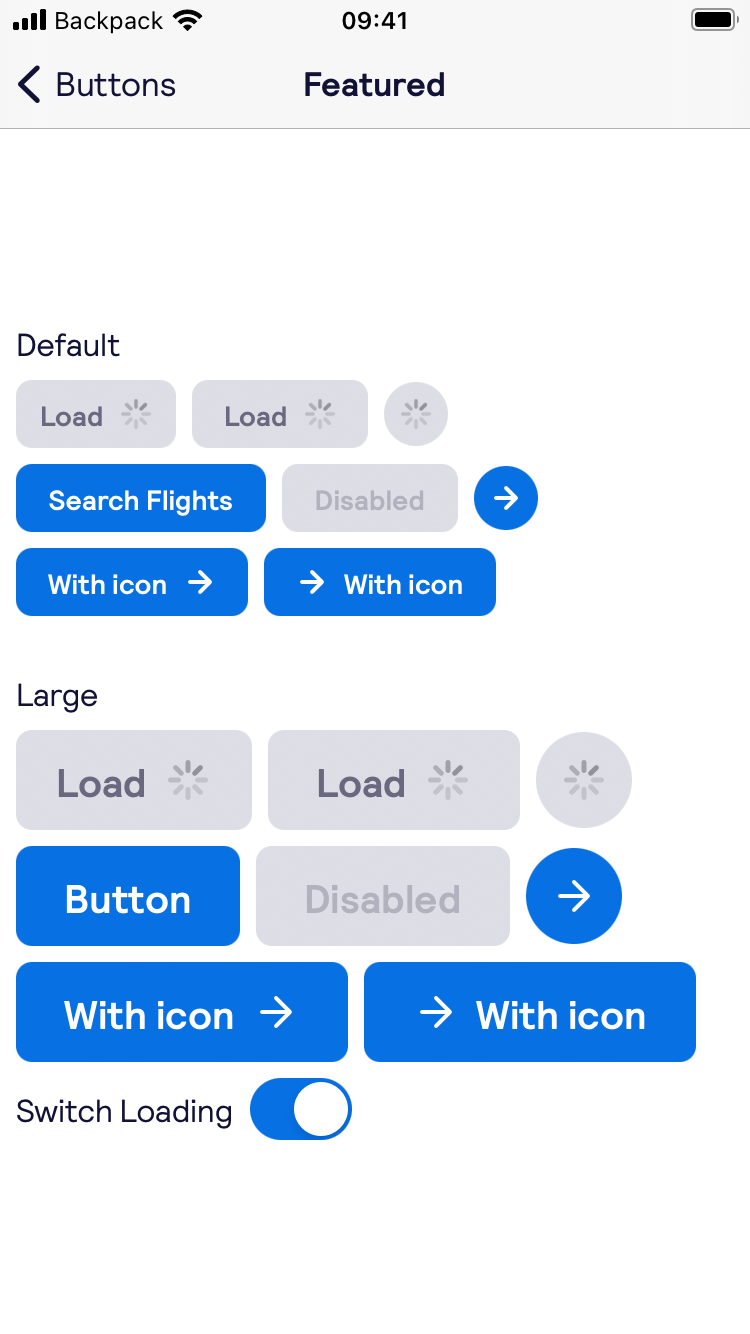 Backpack 09:41
Buttons Featured
Default
Load Load
Search Flights Disabled
With icon With icon
Large
Load Load
Button Disabled
With icon With icon
Switch Loading